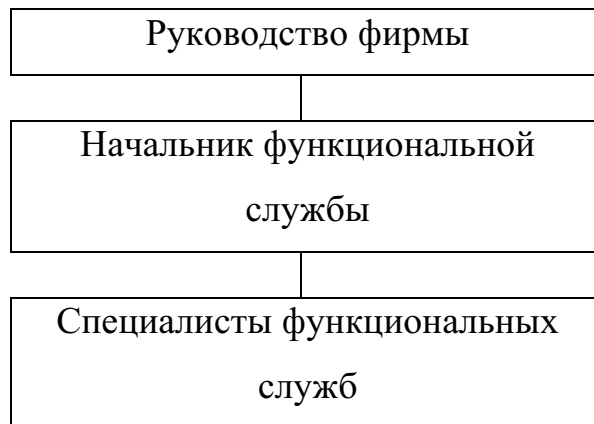 Руководство фирмы
Начальник функциональной
службы
Специалисты функциональных
служб